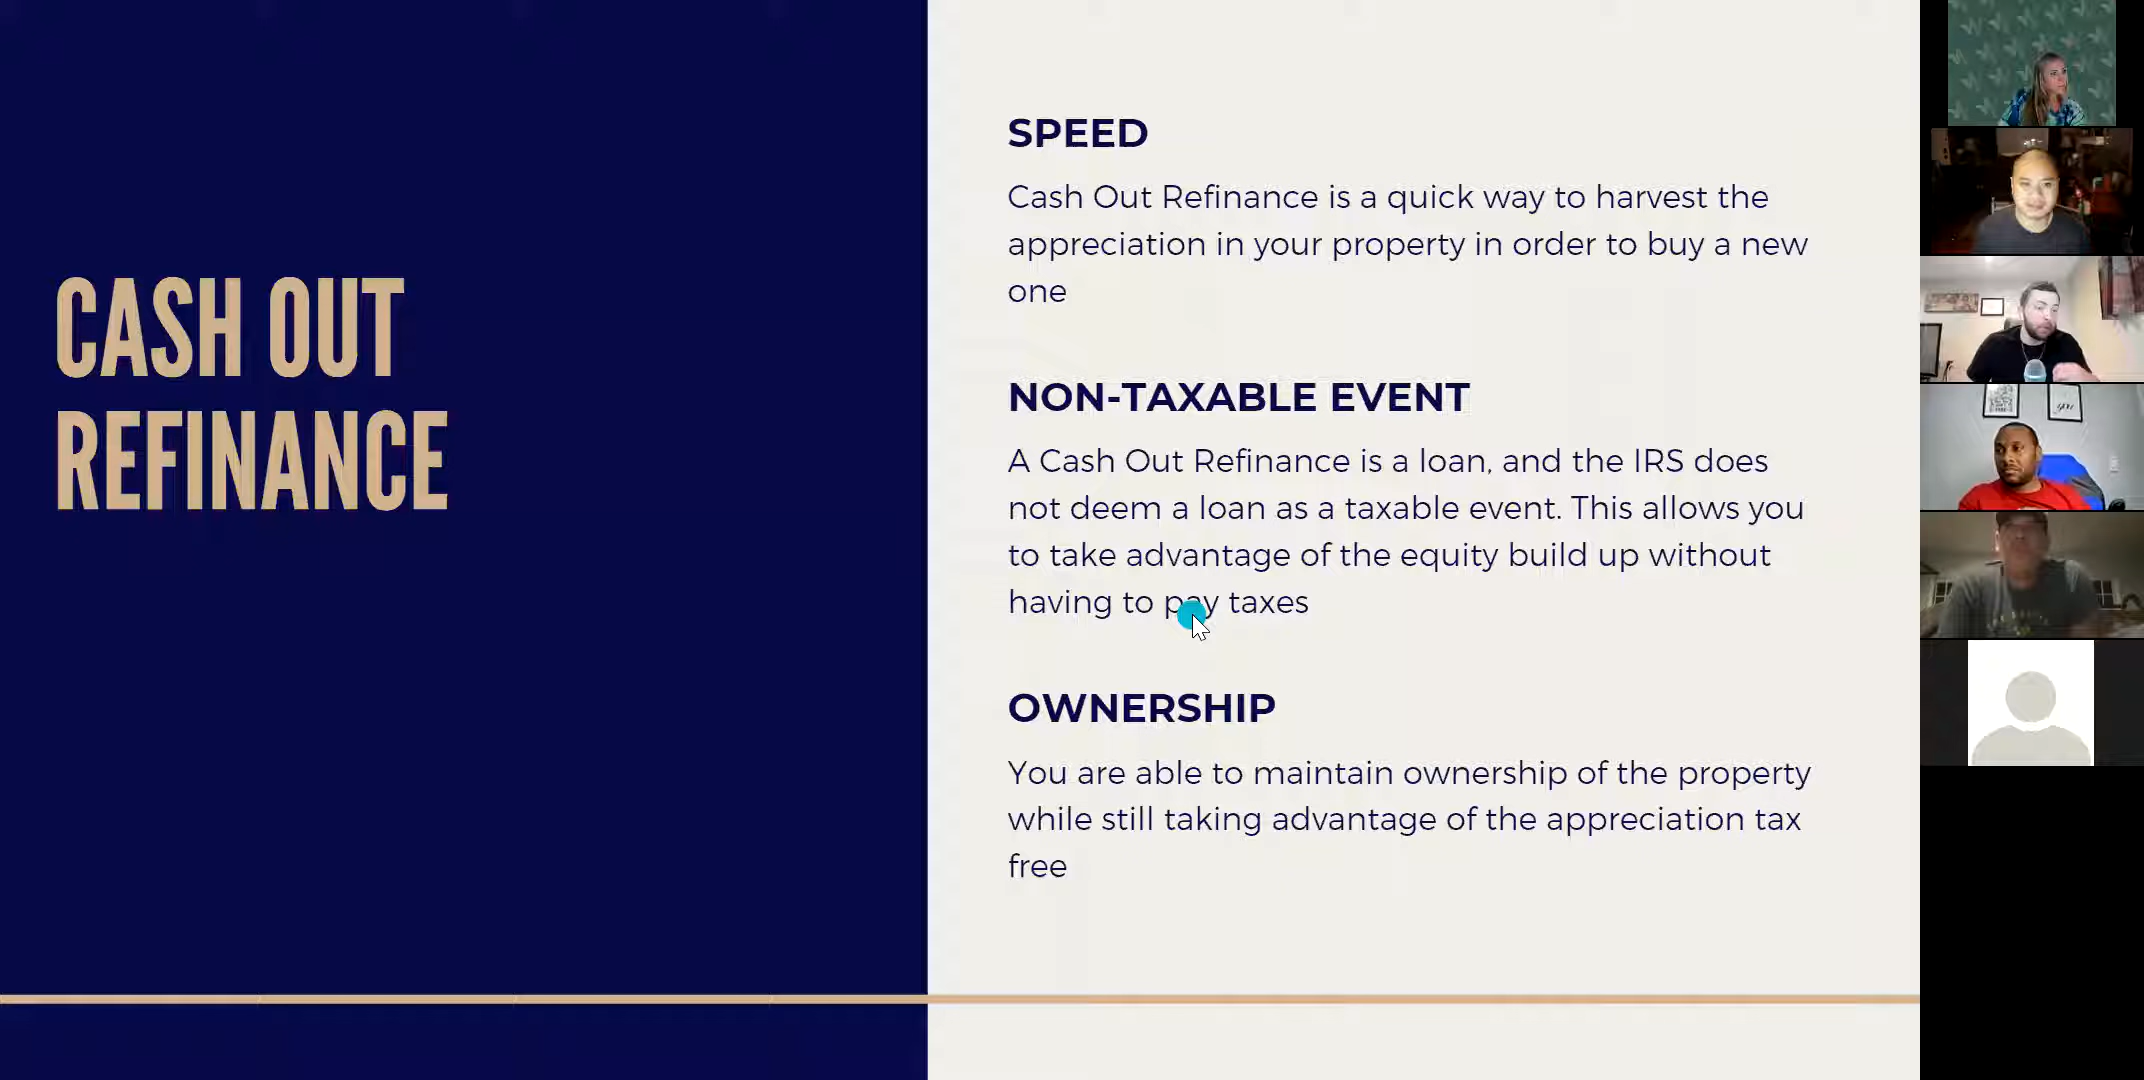 CASH OUT
REFINANCE
SPEED
Cash Out Refinance is a quick way to harvest the
appreciation in your property in order to buy a new
one
NON-TAXABLE EVENT
A Cash Out Refinance is a loan, and the IRS does
not deem a loan as a taxable event. This allows you
to take advantage of the equity build up without
having to pay taxes
OWNERSHIP
You are able to maintain ownership of the property
while still taking advantage of the appreciation tax
free